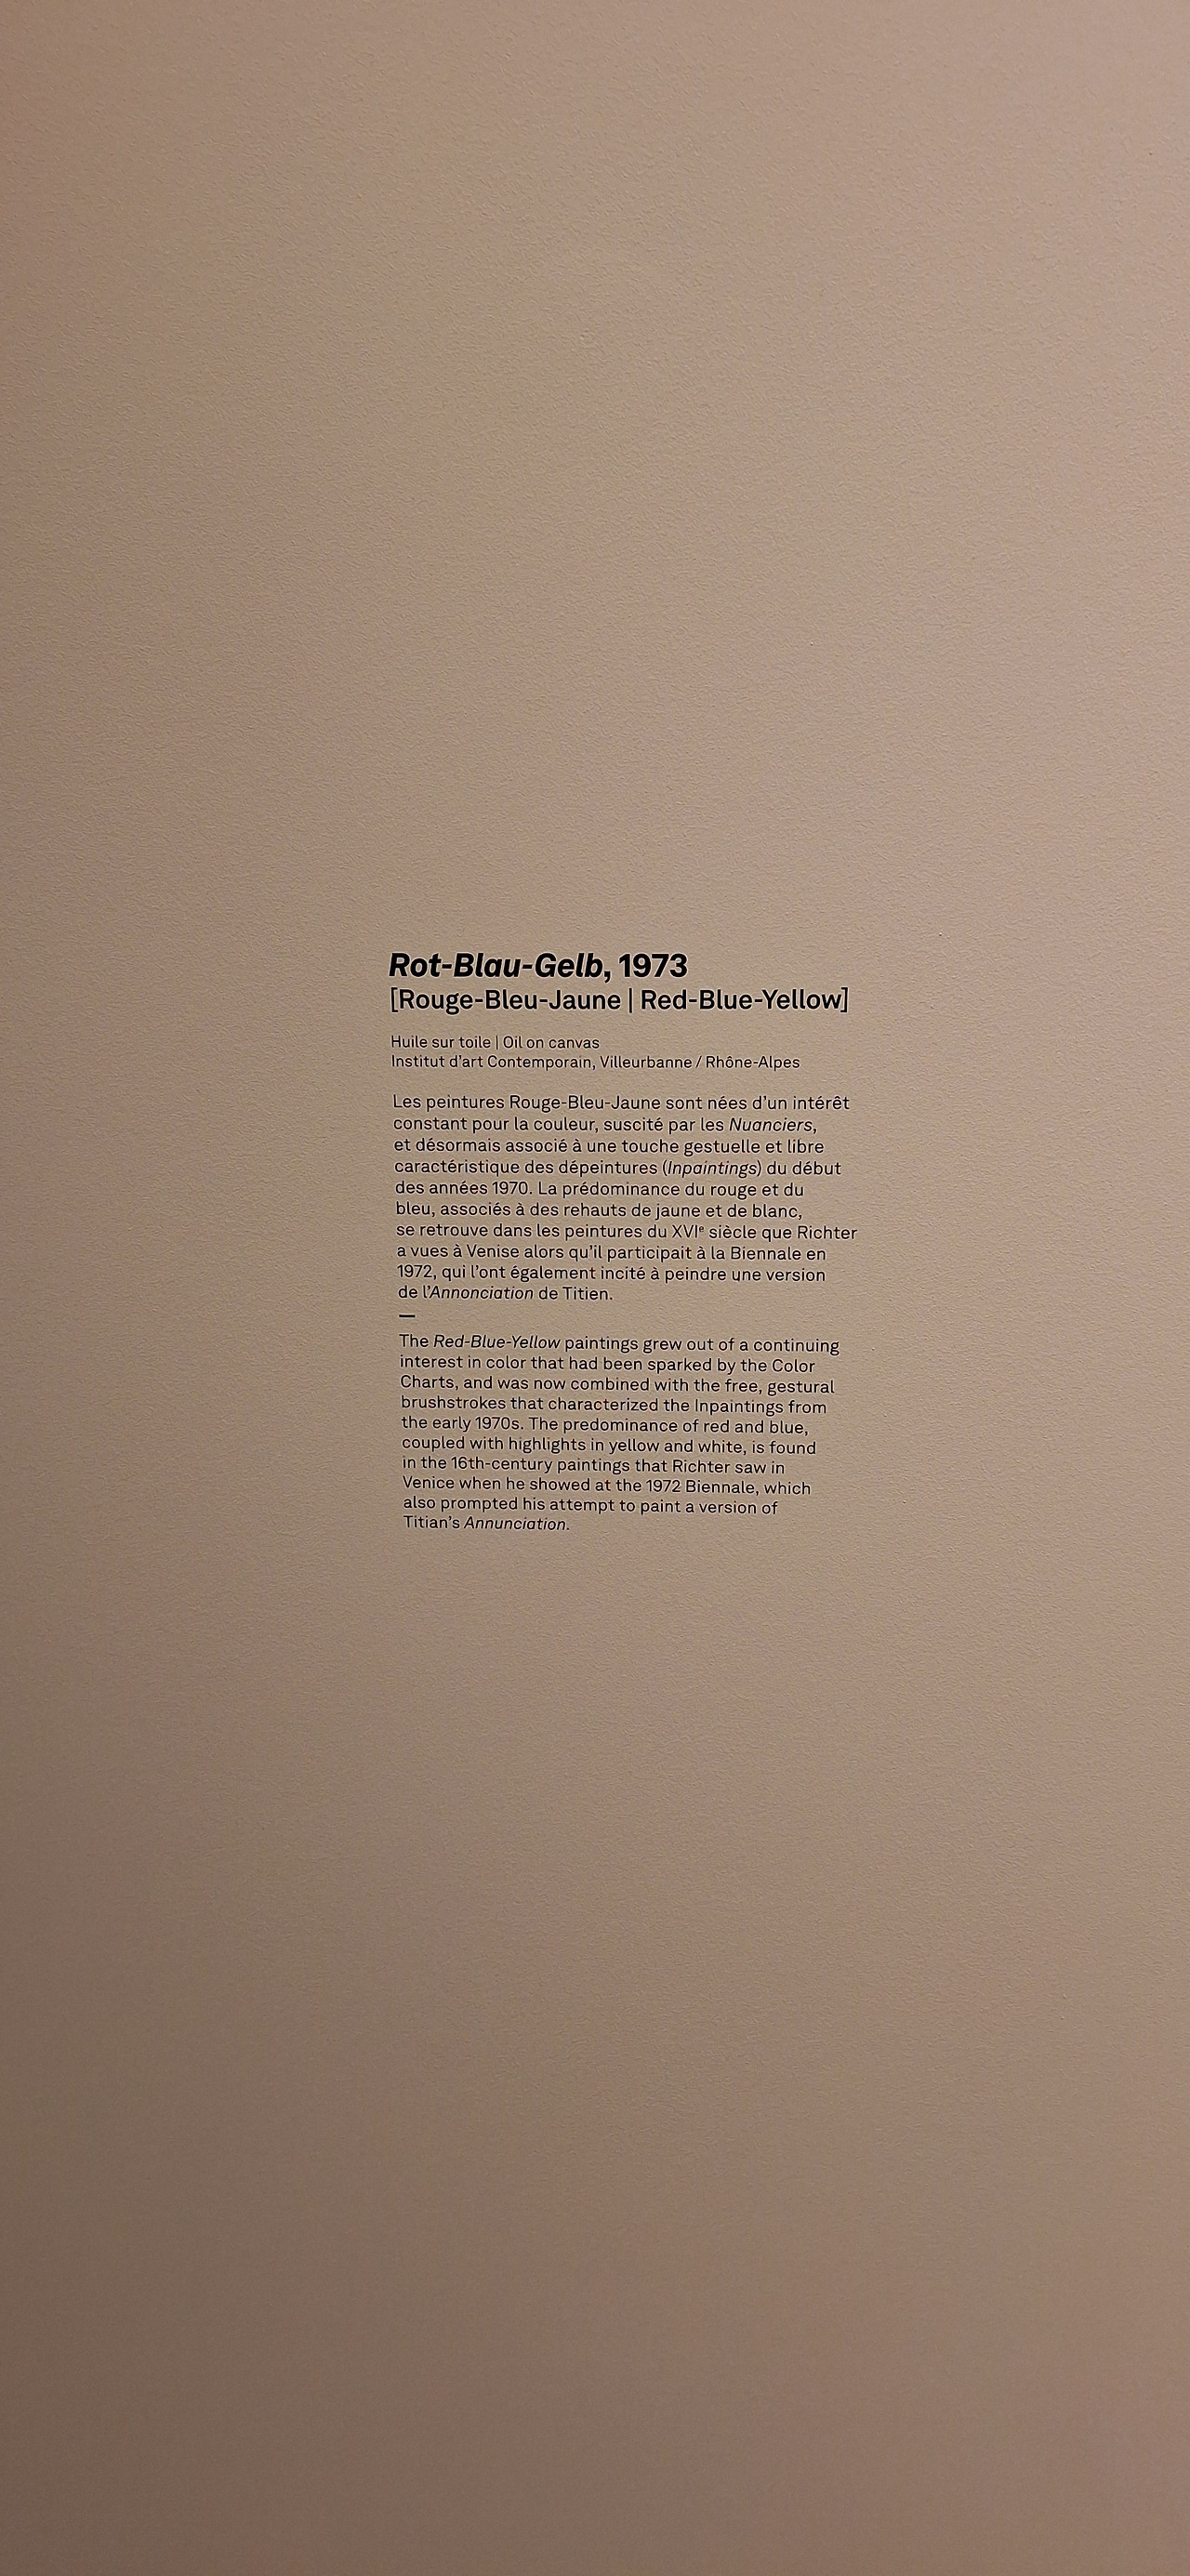 Rot-Blau-Gelb, 1973
[Rouge-Bleu-Jaune | Red-Blue-Yellow]
Huile sur toile | Oil on canvas
Institut d’art Contemporain, Villeurbanne / Rhône-Alpes
Les peintures Rouge-Bleu-Jaune sont nées d’un intérêt
constant pour la couleur, suscité par les Nuanciers,
et désormais associé à une touche gestuelle et libre
caractéristique des dépeintures (Inpaintings) du début
des années 1970. La prédominance du rouge et du
bleu, associés à des rehauts de jaune et de blanc,
se retrouve dans les peintures du XVIᵉ siècle que Richter
a vues à Venise alors qu’il participait à la Biennale en
1972, qui l’ont également incité à peindre une version
de l’Annonciation de Titien.
—
The Red-Blue-Yellow paintings grew out of a continuing
interest in color that had been sparked by the Color
Charts, and was now combined with the free, gestural
brushstrokes that characterized the Inpaintings from
the early 1970s. The predominance of red and blue,
coupled with highlights in yellow and white, is found
in the 16th-century paintings that Richter saw in
Venice when he showed at the 1972 Biennale, which
also prompted his attempt to paint a version of
Titian’s Annunciation.